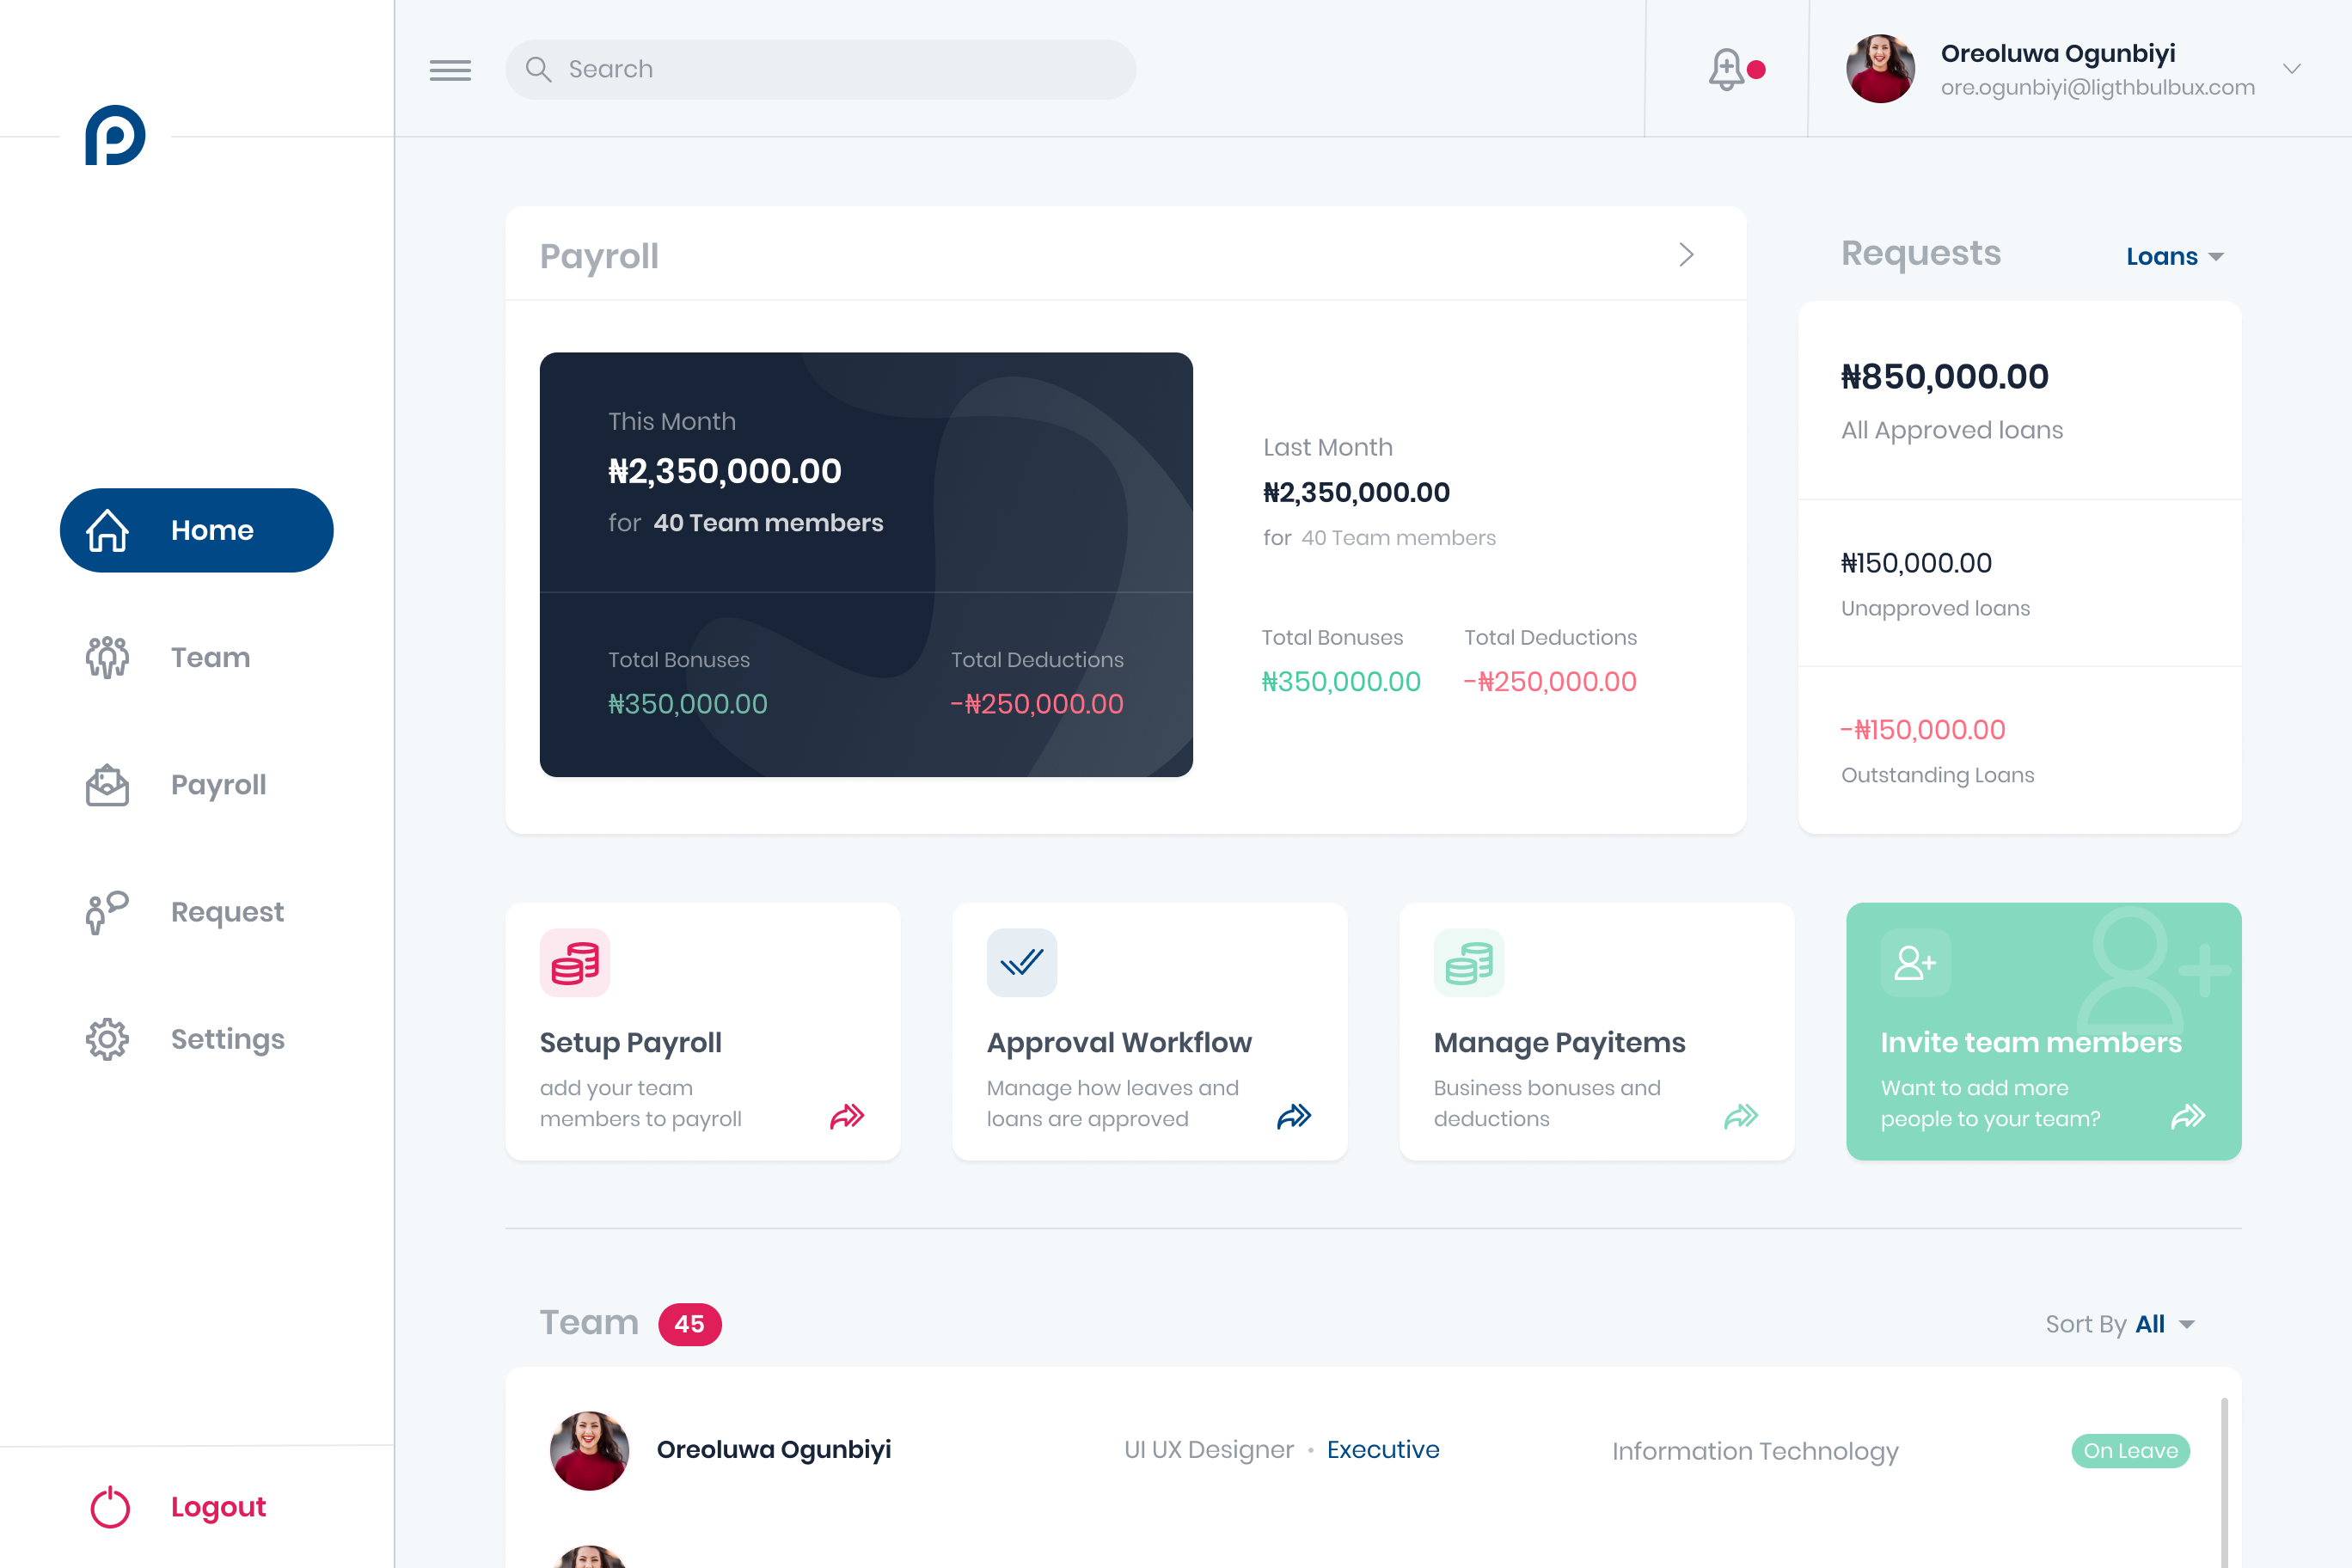 Search
Oreoluwa Ogunbiyi
ore.ogunbiyi@ligthbulbux.com
Home
Team
Payroll
Request
Settings
Logout
Payroll
This Month
₦2,350,000.00
for 40 Team members
Total Bonuses
₦350,000.00
Total Deductions
-₦250,000.00
Last Month
₦2,350,000.00
for 40 Team members
Total Bonuses
₦350,000.00
Total Deductions
-₦250,000.00
Requests
Loans
₦850,000.00
All Approved loans
₦150,000.00
Unapproved loans
-₦150,000.00
Outstanding Loans
Setup Payroll
add your team
members to payroll
Approval Workflow
Manage how leaves and
loans are approved
Manage Payitems
Business bonuses and
deductions
Invite team members
Want to add more
people to your team?
Team 45
Sort By All
Oreoluwa Ogunbiyi
UI UX Designer • Executive
Information Technology
On Leave